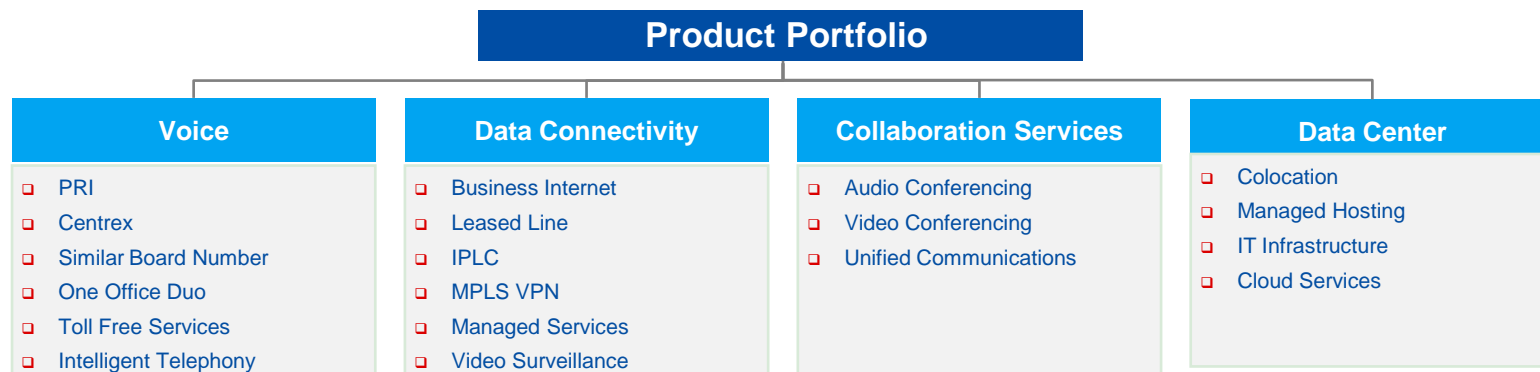 Product Portfolio
Voice
PRI
Centrex
Similar Board Number
One Office Duo
Toll Free Services
Intelligent Telephony
Data Connectivity
Business Internet
Leased Line
IPLC
MPLS VPN
Managed Services
Video Surveillance
Collaboration Services
Audio Conferencing
Video Conferencing
Unified Communications
Data Center
Colocation
Managed Hosting
IT Infrastructure
Cloud Services